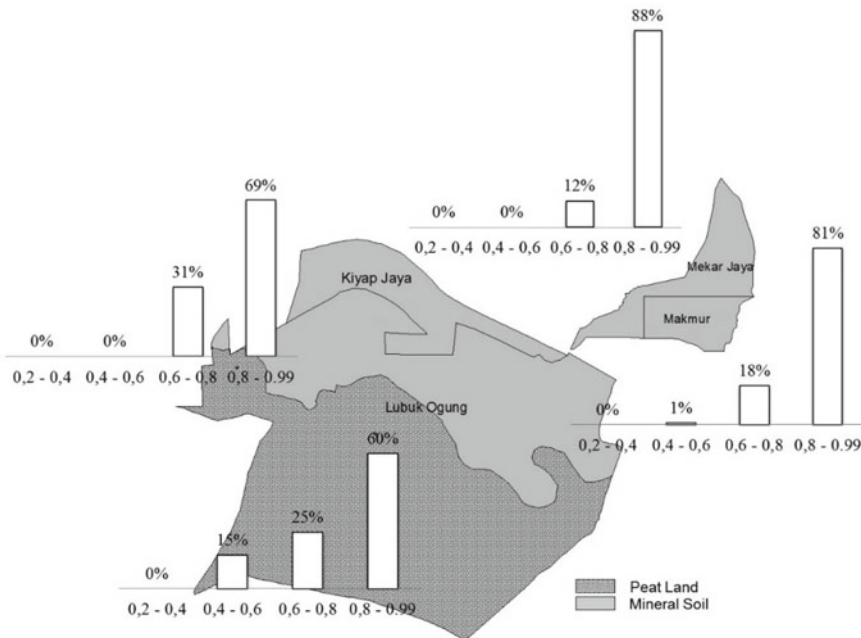 88%
12%
0% 0%
0,2 - 0,4 0,4 - 0,6 0,6 - 0,8 0,8 - 0.99
69%
31%
0% 0%
0,2 - 0,4 0,4 - 0,6 0,6 - 0,8 0,8 - 0.99
Kiyap Jaya
Mekar Jaya
Makmur
81%
18%
0% 1%
0,2 - 0,4 0,4 - 0,6 0,6 - 0,8 0,8 - 0.99
Lubuk Ogung
60%
25%
15%
0%
0,2 - 0,4 0,4 - 0,6 0,6 - 0,8 0,8 - 0.99
Peat Land
Mineral Soil